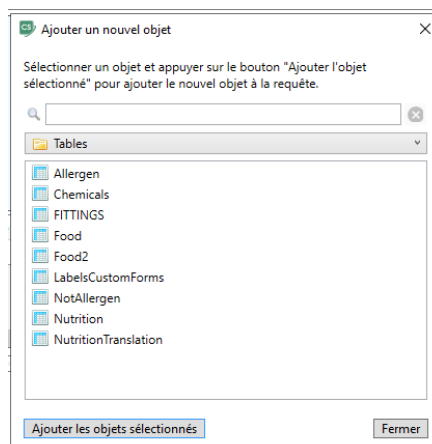 CS Ajouter un nouvel objet
Sélectionner un objet et appuyer sur le bouton "Ajouter l'objet
sélectionné" pour ajouter le nouvel objet à la requête.
Tables
Allergen
Chemicals
FITTINGS
Food
Food2
LabelsCustomForms
NotAllergen
Nutrition
NutritionTranslation
Ajouter les objets sélectionnés
Fermer